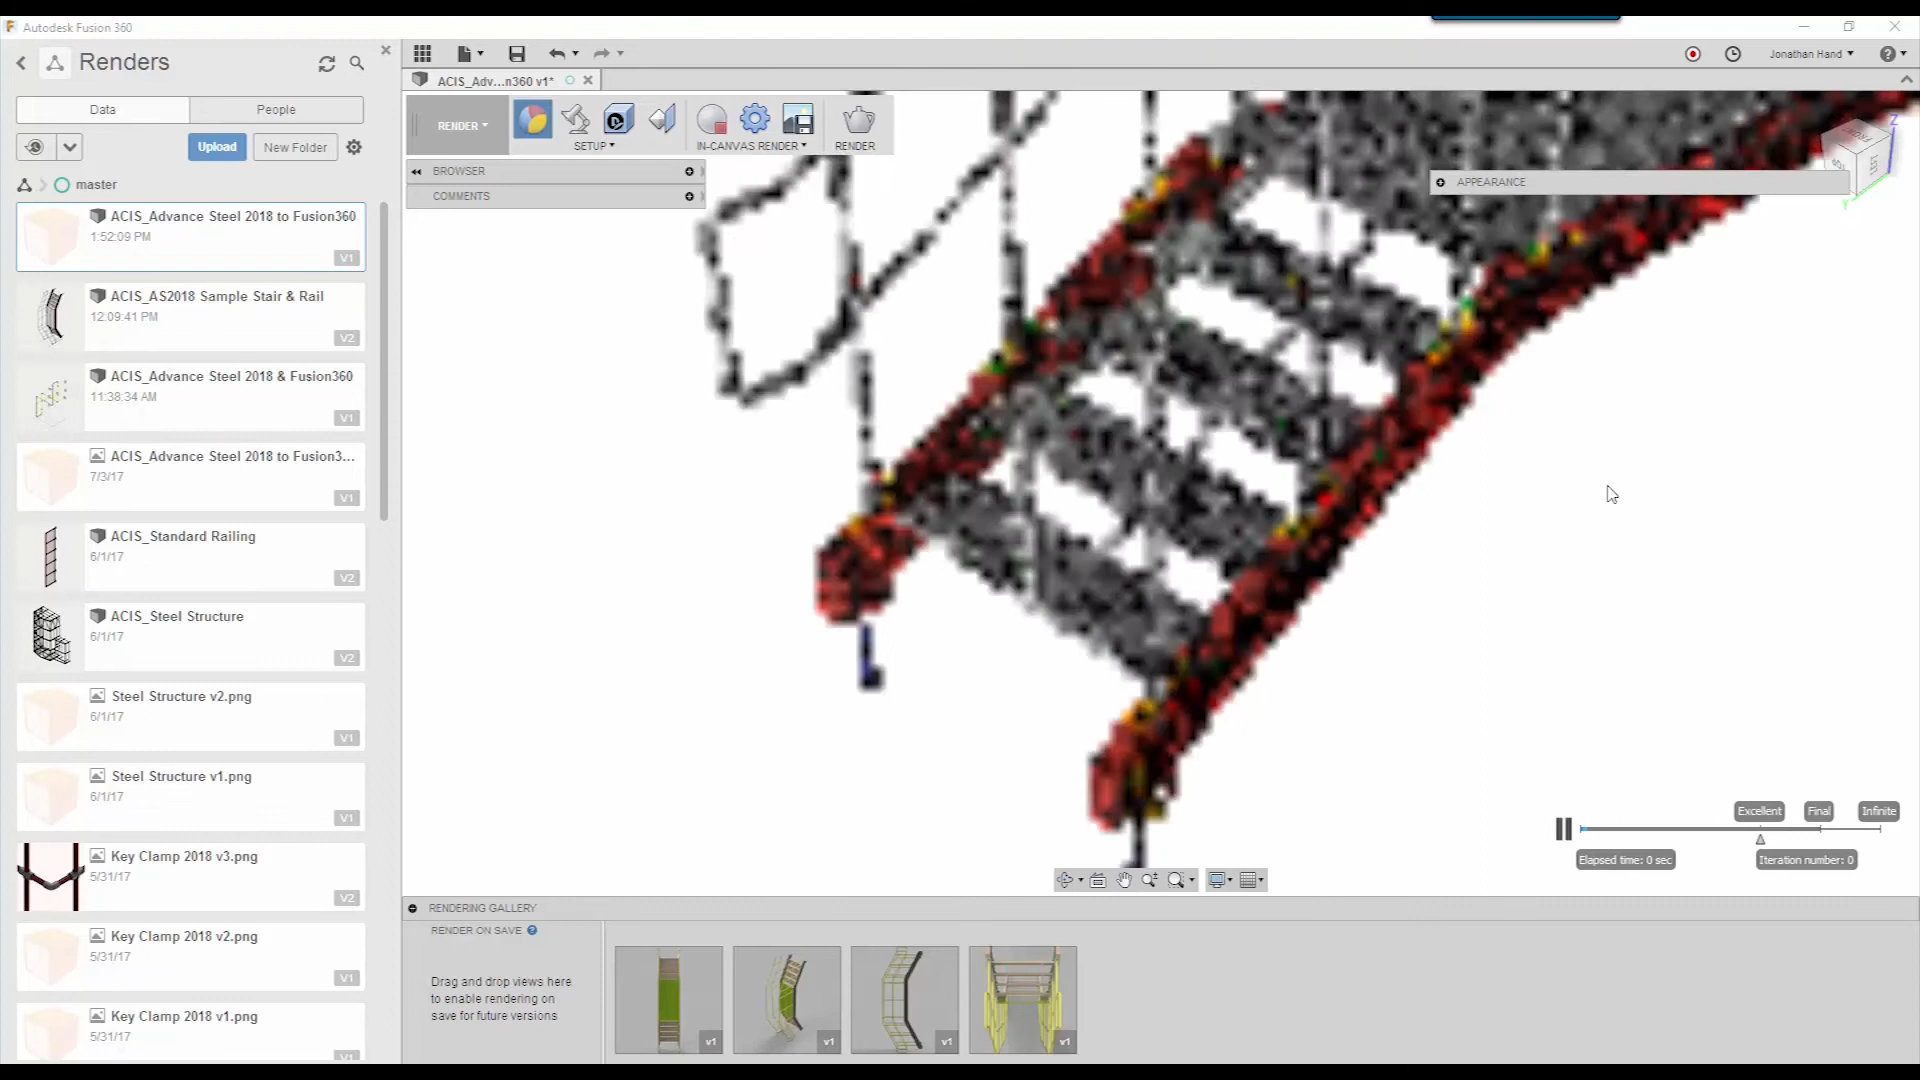 Autodesk Fusion 360
Renders
Data
People
Upload
New Folder
master
ACIS_Advance Steel 2018 to Fusion360
1:52:09 PM
V1
ACIS_AS2018 Sample Stair & Rail
12:09:41 PM
V2
ACIS_Advance Steel 2018 & Fusion360
11:38:34 AM
V1
ACIS_Advance Steel 2018 to Fusion3...
7/3/17
V1
ACIS_Standard Railing
6/1/17
V2
ACIS_Steel Structure
6/1/17
V2
Steel Structure v2.png
6/1/17
V1
Steel Structure v1.png
6/1/17
V1
Key Clamp 2018 v3.png
5/31/17
V2
Key Clamp 2018 v2.png
5/31/17
V1
Key Clamp 2018 v1.png
5/31/17
V1
Jonathan Hand
ACIS_Adv...n360 v1*
RENDER
SETUP
IN-CANVAS RENDER
RENDER
BROWSER
COMMENTS
APPEARANCE
Z
Y
Excellent
Final
Infinite
Elapsed time: 0 sec
Iteration number: 0
RENDERING GALLERY
RENDER ON SAVE
Drag and drop views here
to enable rendering on
save for future versions
v1
v1
v1
v1